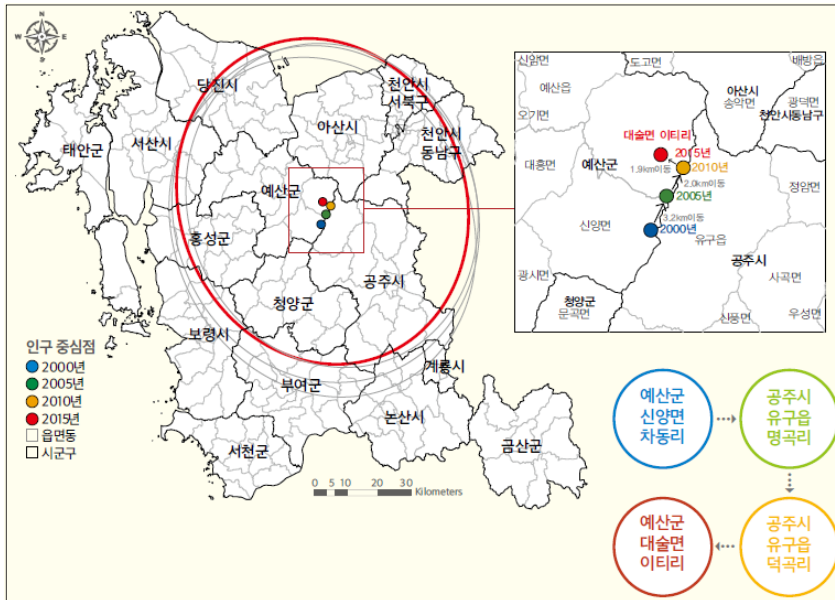 N
W E
S
당진시
천안시
서북구
아산시
천안시
동남구
태안군
서산시
예산군
홍성군
공주시
청양군
보령시
계룡시
부여군
논산시
서천군
금산군
인구 중심점
2000년
2005년
2010년
2015년
읍면동
시군구
0 5 10 20 30
Kilometers
신암면
도고면
배방읍
예산읍
아산시
송악면
광덕면
천안시동남구
오가면
대술면 이티리
2015년
대흥면
예산군
1.9km이동
2010년
2.0km이동
정안면
2005년
3.2km이동
신양면
2000년
유구읍
공주시
광시면
사곡면
청양군
운곡면
신풍면
우성면
예산군
신양면
차동리
공주시
유구읍
명곡리
예산군
대술면
이티리
공주시
유구읍
덕곡리